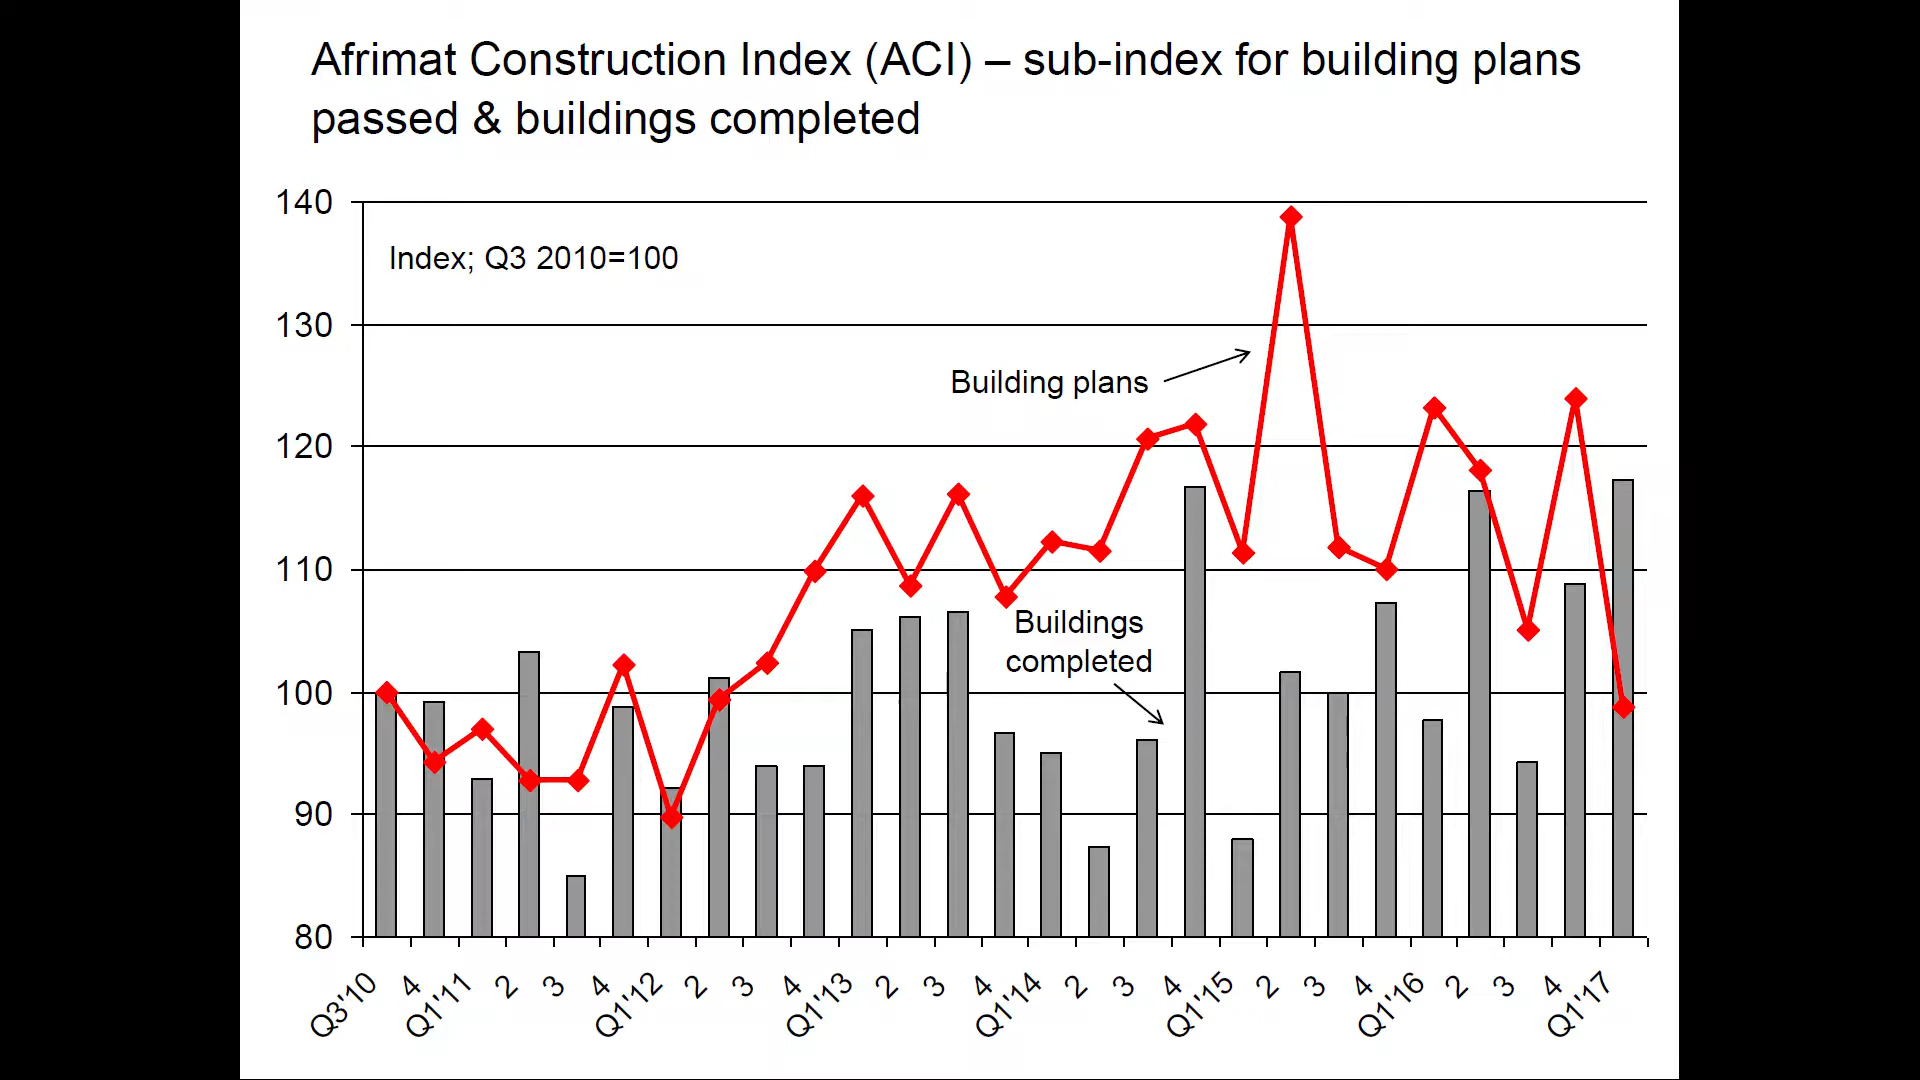 Afrimat Construction Index (ACI) – sub-index for building plans
passed & buildings completed
140
Index; Q3 2010=100
130
Building plans
120
110
Buildings
completed
100
90
80
Q3'10 4 Q1'11 2 3 4 Q1'12 2 3 4 Q1'13 2 3 4 Q1'14 2 3 4 Q1'15 2 3 4 Q1'16 2 3 4 Q1'17